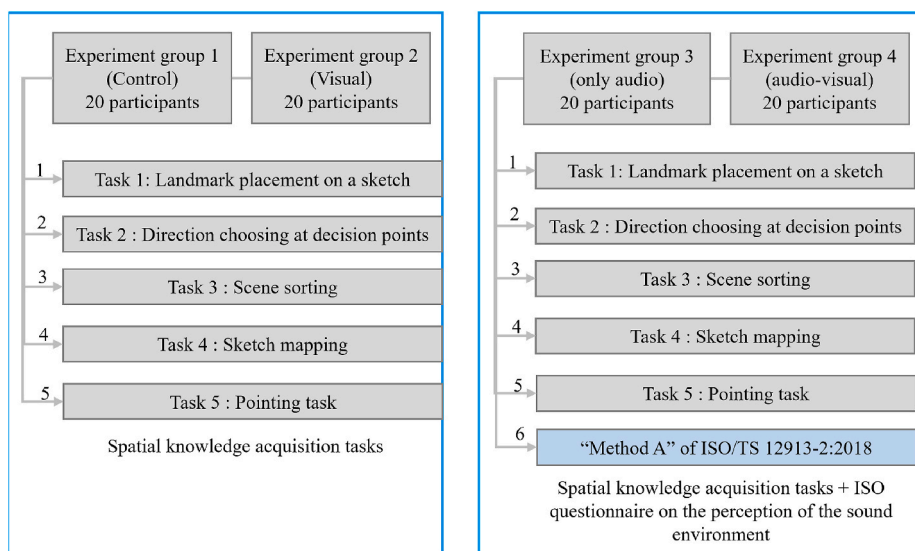 Experiment group 1
(Control)
20 participants
Experiment group 2
(Visual)
20 participants
1
Task 1: Landmark placement on a sketch
2
Task 2 : Direction choosing at decision points
3
Task 3 : Scene sorting
4
Task 4 : Sketch mapping
5
Task 5 : Pointing task
Spatial knowledge acquisition tasks
Experiment group 3
(only audio)
20 participants
Experiment group 4
(audio-visual)
20 participants
1
Task 1: Landmark placement on a sketch
2
Task 2 : Direction choosing at decision points
3
Task 3 : Scene sorting
4
Task 4 : Sketch mapping
5
Task 5 : Pointing task
6
“Method A” of ISO/TS 12913-2:2018
Spatial knowledge acquisition tasks + ISO
questionnaire on the perception of the sound
environment